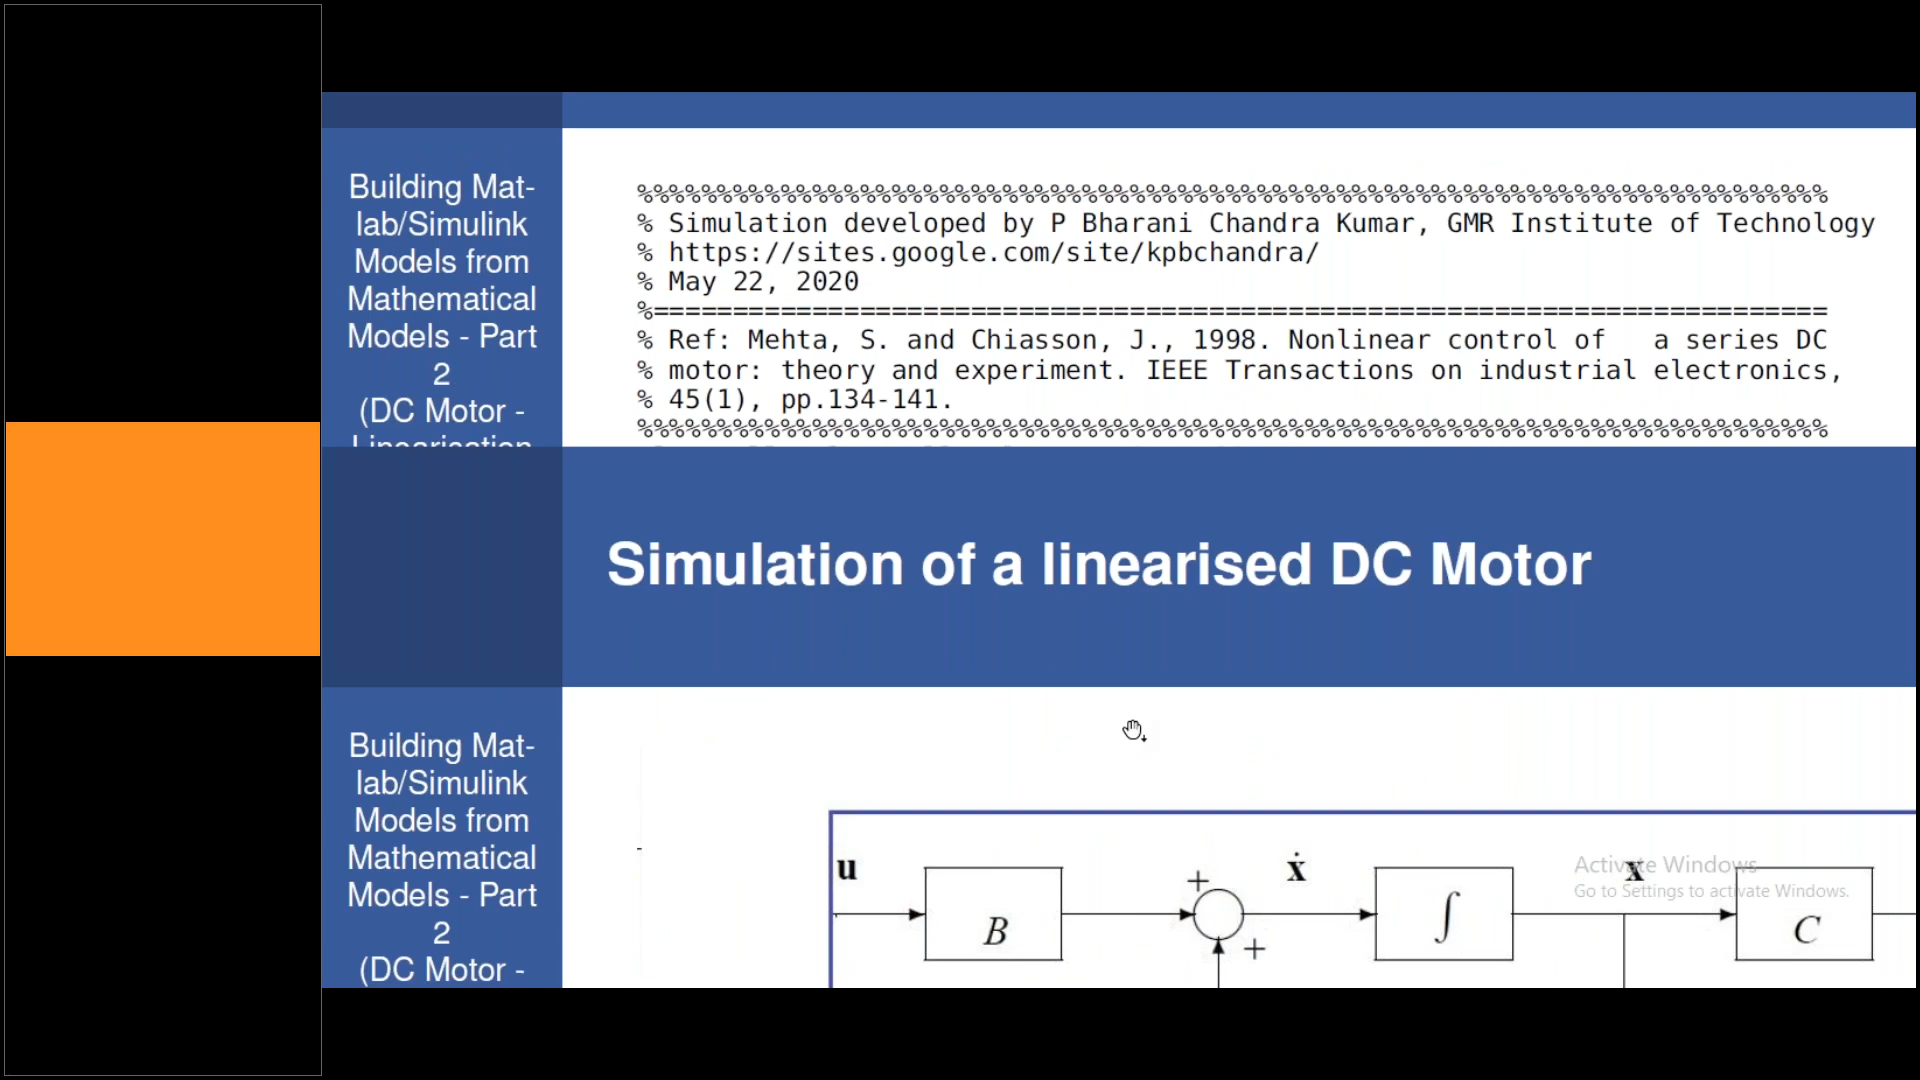 Building Mat-
lab/Simulink
Models from
Mathematical
Models - Part
2
(DC Motor -
Linearisation
%%%%%%%%%%%%%%%%%%%%%%%%%%%%%%%%%%%%%%%%%%%%%%%%%%%%%%%%%%%%%%%%%%%%%%%%%%%
% Simulation developed by P Bharani Chandra Kumar, GMR Institute of Technology
% https://sites.google.com/site/kpbchandra/
% May 22, 2020
%==========================================================================
% Ref: Mehta, S. and Chiasson, J., 1998. Nonlinear control of a series DC
% motor: theory and experiment. IEEE Transactions on industrial electronics,
% 45(1), pp.134-141.
%%%%%%%%%%%%%%%%%%%%%%%%%%%%%%%%%%%%%%%%%%%%%%%%%%%%%%%%%%%%%%%%%%%%%%%%%%%
Simulation of a linearised DC Motor
Building Mat-
lab/Simulink
Models from
Mathematical
Models - Part
2
(DC Motor -
u B + + ẋ ∫ x C
Activate Windows
Go to Settings to activate Windows.